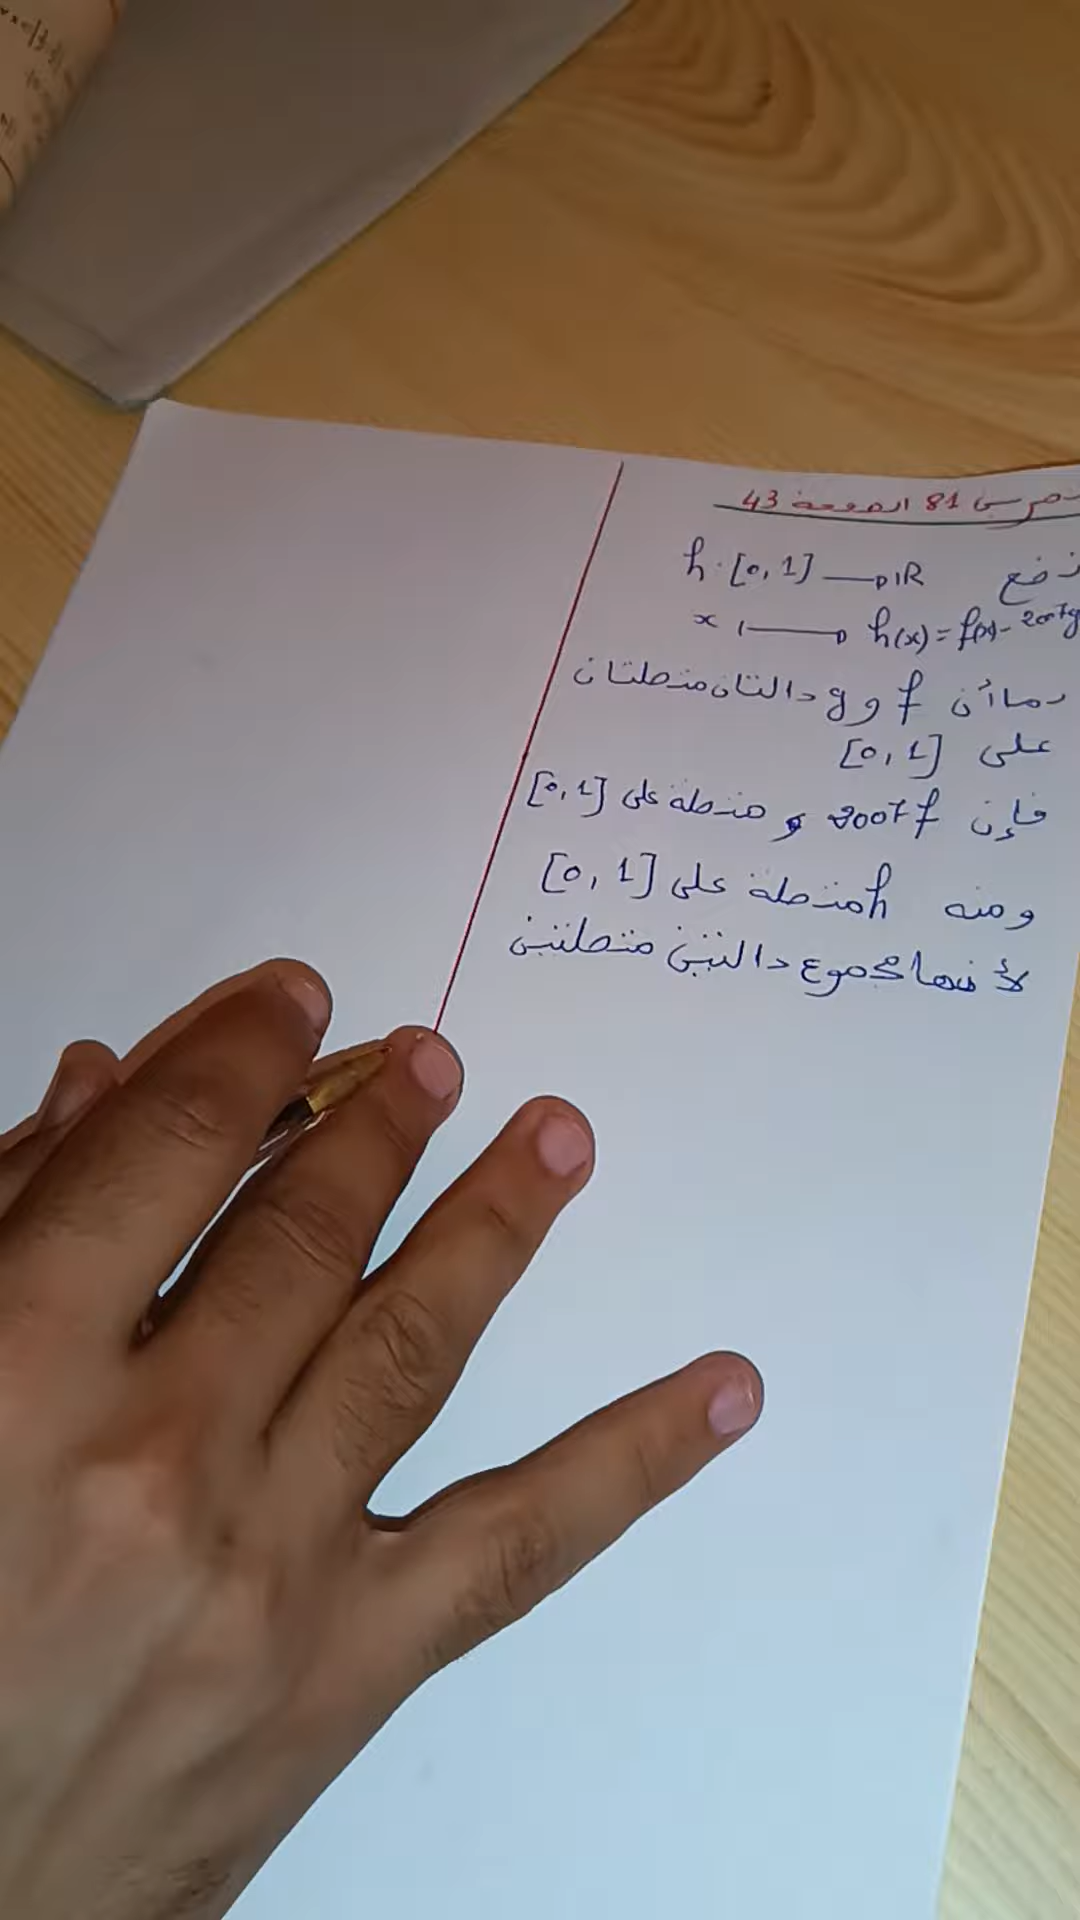 تمرين 81 الصفحة 43
نضع h: [0, 1] → IR
x ↦ h(x) = f(x) - 2007g
بما أن f و g دالتان متصلتان
على [0, 1]
فإن 2007f و متصلة على [0, 1]
ومنه h متصلة على [0, 1]
لأنها مجموع دالتين متصلتين